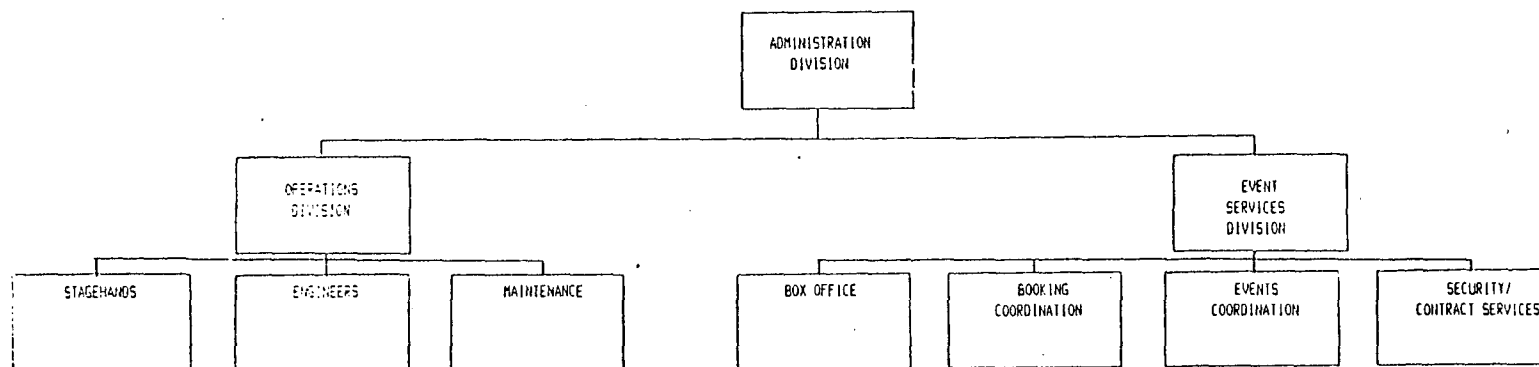 ADMINISTRATION
DIVISION
OPERATIONS
DIVISION
EVENT
SERVICES
DIVISION
STAGEHANDS
ENGINEERS
MAINTENANCE
BOX OFFICE
BOOKING
COORDINATION
EVENTS
COORDINATION
SECURITY/
CONTRACT SERVICES